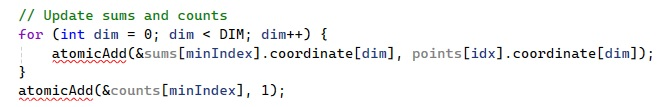 // Update sums and counts
for (int dim = 0; dim < DIM; dim++) {
atomicAdd(&sums[minIndex].coordinate[dim], points[idx].coordinate[dim]);
}
atomicAdd(&counts[minIndex], 1);